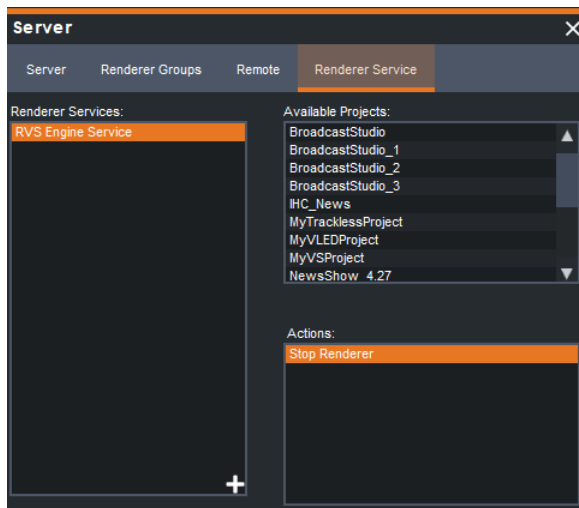 Server
Server Renderer Groups Remote Renderer Service
Renderer Services:
RVS Engine Service
Available Projects:
BroadcastStudio
BroadcastStudio_1
BroadcastStudio_2
BroadcastStudio_3
IHC_News
MyTracklessProject
MyVLEDProject
MyVSProject
NewsShow_4.27
Actions:
Stop Renderer